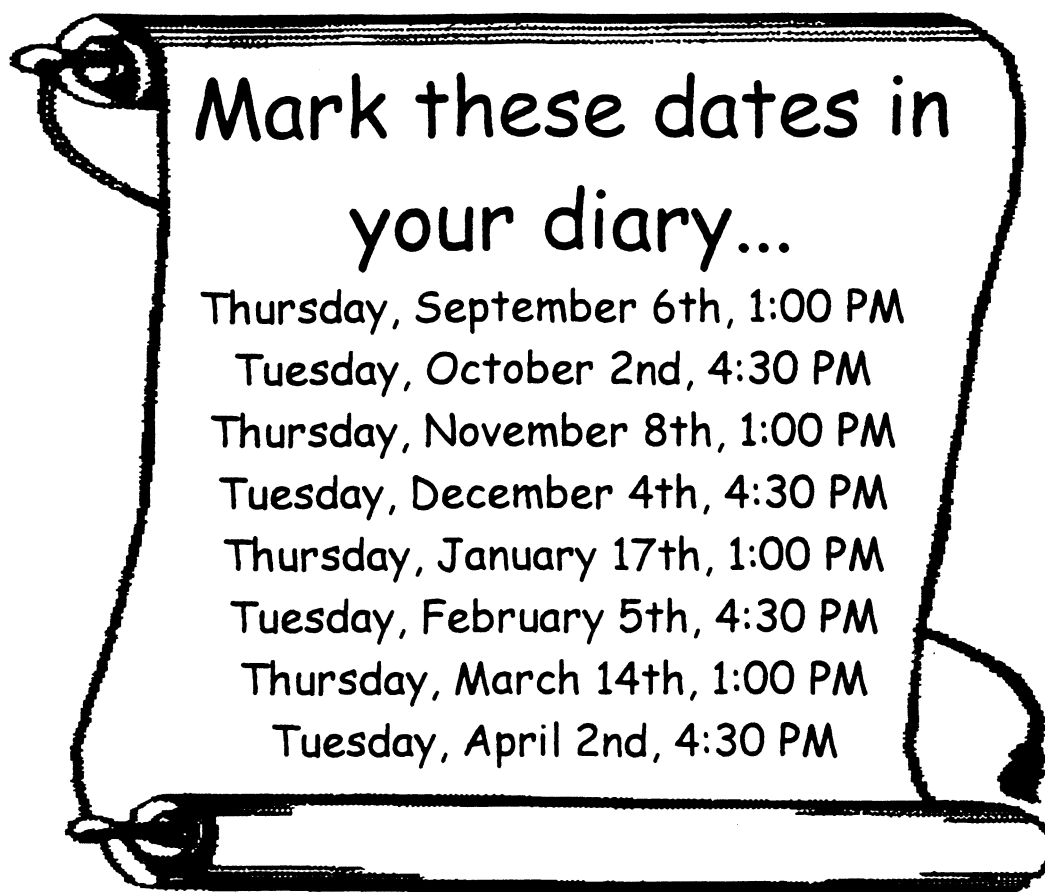 Mark these dates in
your diary...
Thursday, September 6th, 1:00 PM
Tuesday, October 2nd, 4:30 PM
Thursday, November 8th, 1:00 PM
Tuesday, December 4th, 4:30 PM
Thursday, January 17th, 1:00 PM
Tuesday, February 5th, 4:30 PM
Thursday, March 14th, 1:00 PM
Tuesday, April 2nd, 4:30 PM